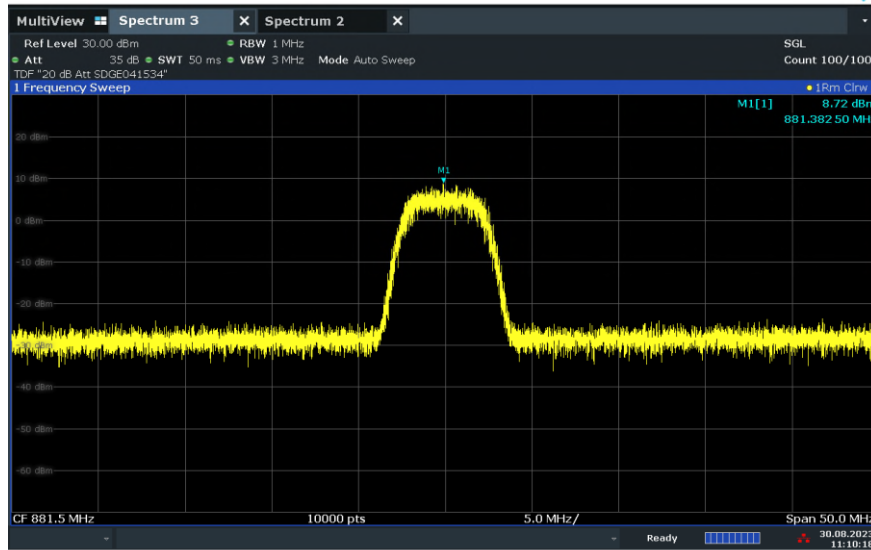 MultiView Spectrum 3 X Spectrum 2 X
Ref Level 30.00 dBm RBW 1 MHz SGL
Att 35 dB SWT 50 ms VBW 3 MHz Mode Auto Sweep Count 100/100
TDF "20 dB Att SDGE041534"
1 Frequency Sweep 1Rm Clrw
M1[1] 8.72 dBm
881.38250 MH
M1
20 dBm
10 dBm
0 dBm
-10 dBm
-20 dBm
-30 dBm
-40 dBm
-50 dBm
-60 dBm
CF 881.5 MHz 10000 pts 5.0 MHz/ Span 50.0 MHz
Ready 30.08.2023
11:10:18